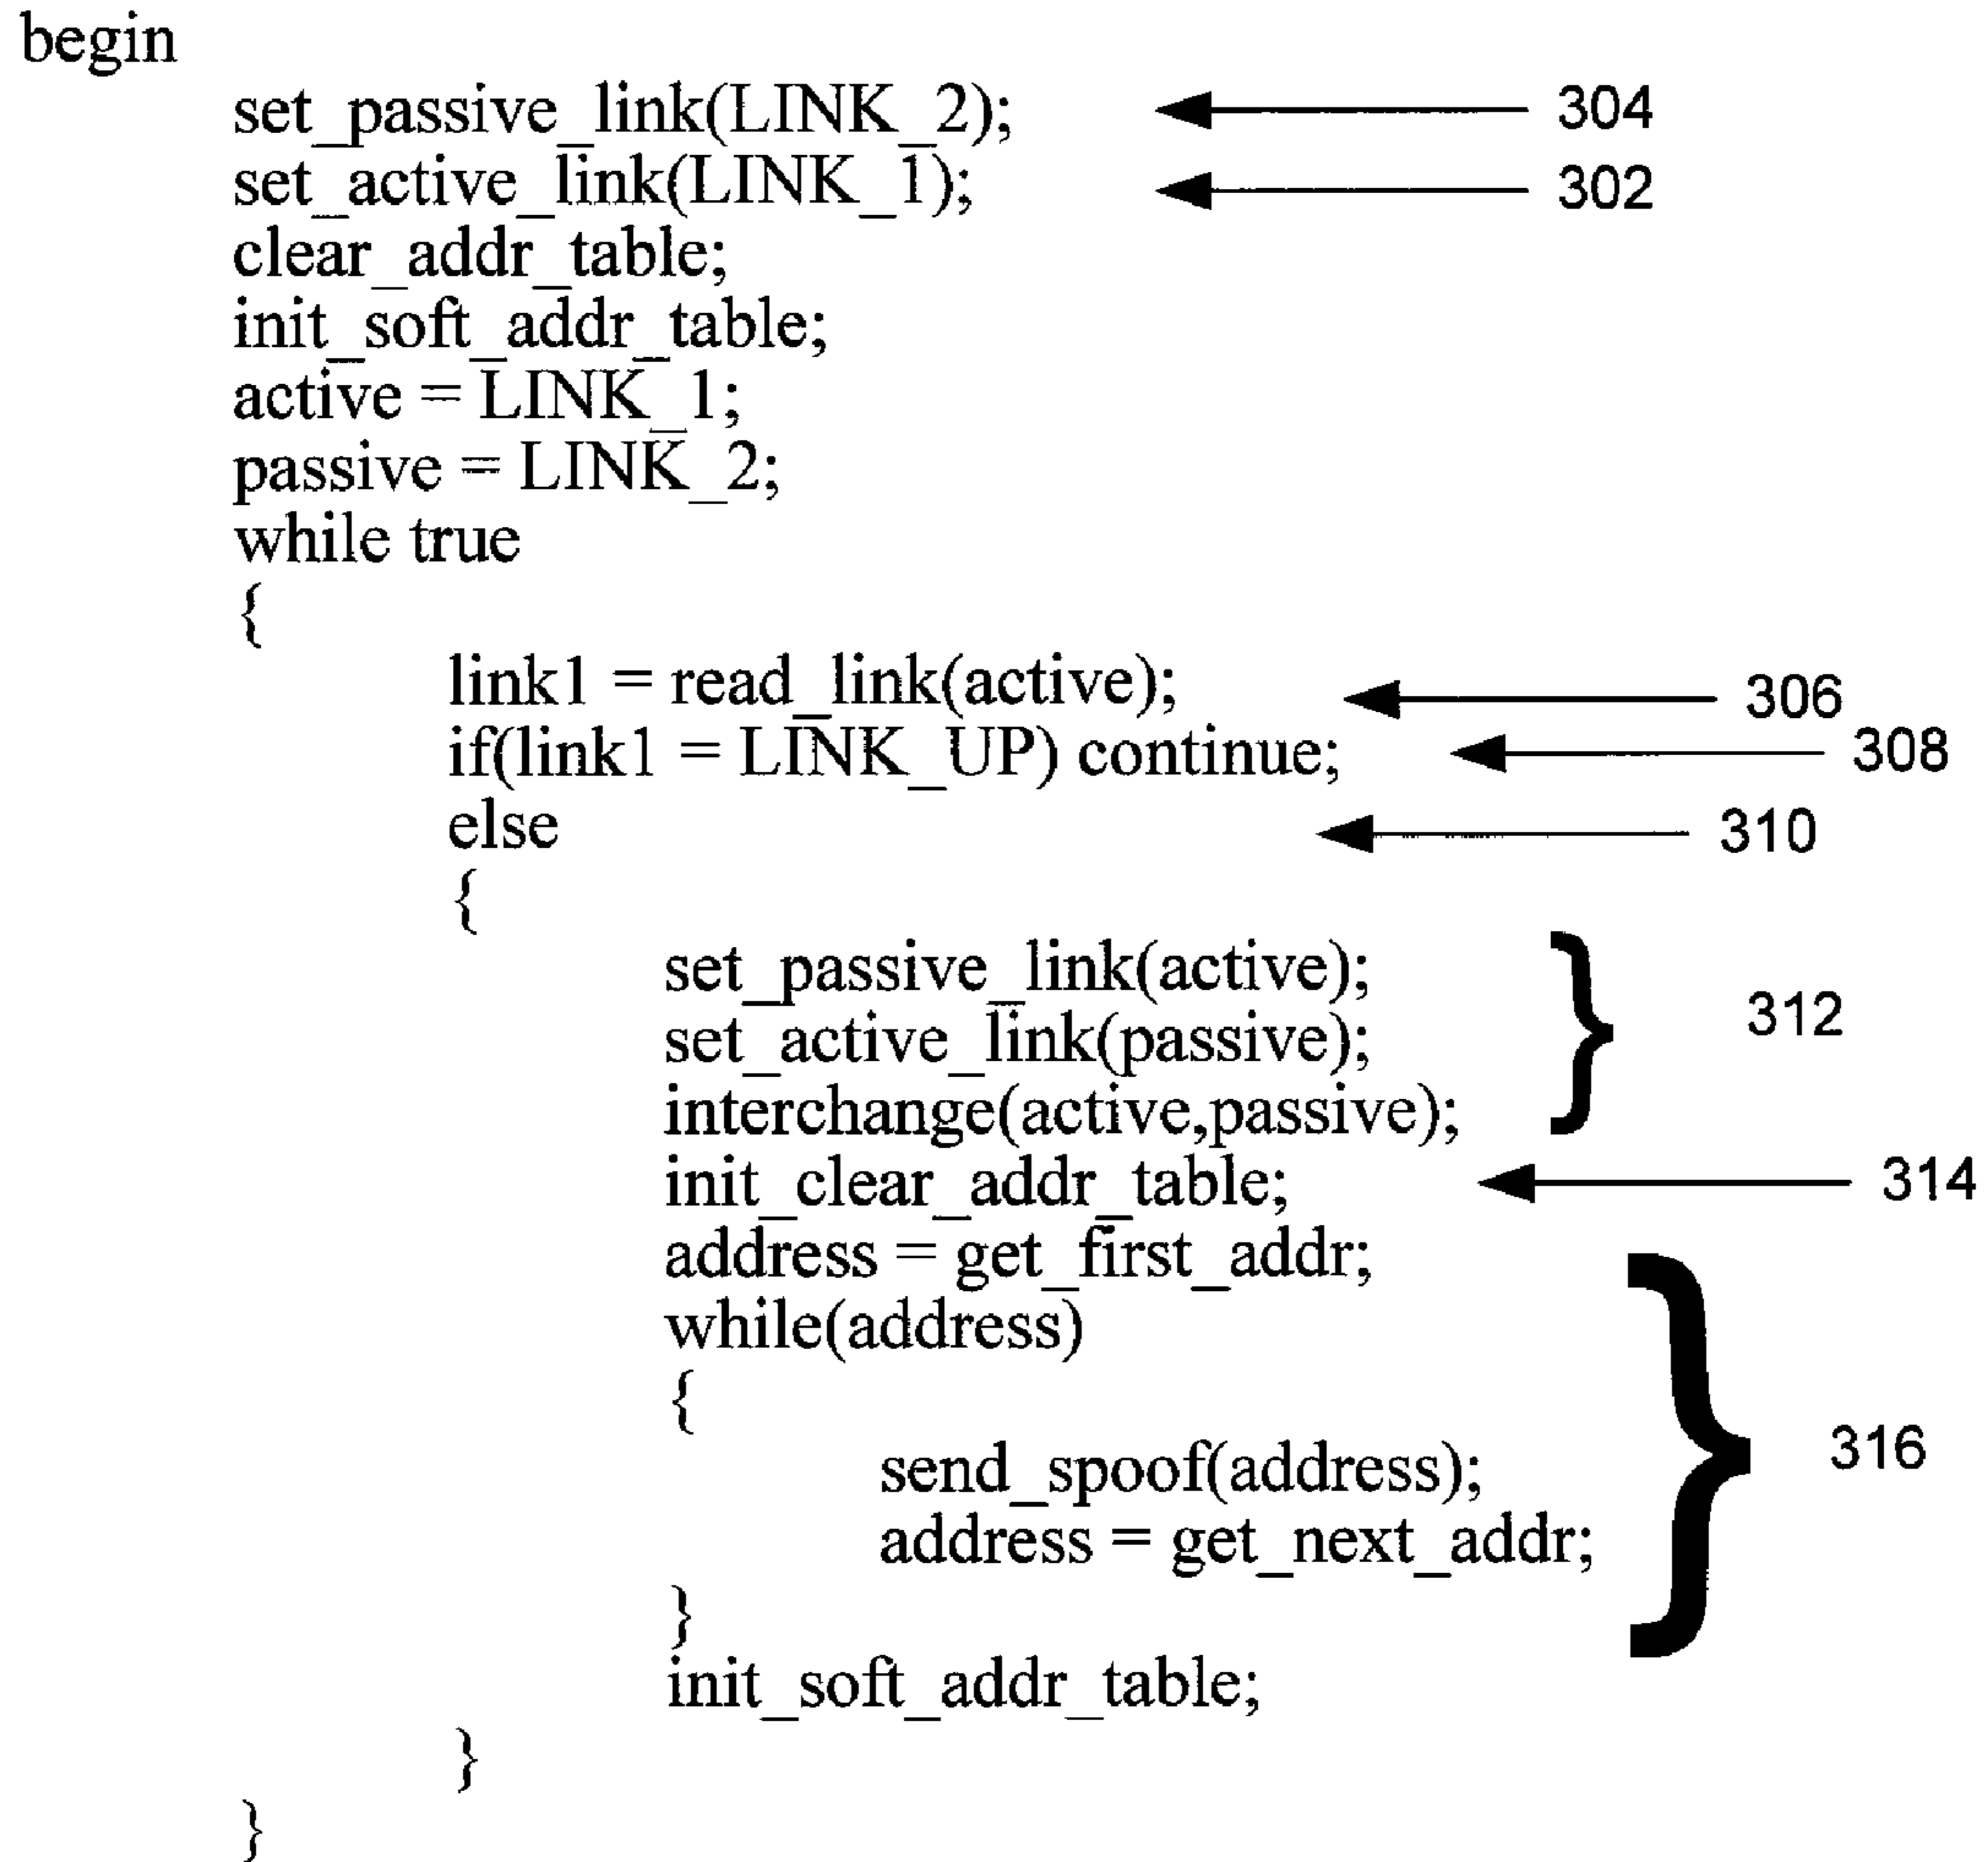 begin
set_passive_link(LINK_2); 304
set_active_link(LINK_1); 302
clear_addr_table;
init_soft_addr_table;
active = LINK_1;
passive = LINK_2;
while true
{
link1 = read_link(active); 306
if(link1 = LINK_UP) continue; 308
else 310
{
set_passive_link(active);
set_active_link(passive); 312
interchange(active,passive);
init_clear_addr_table; 314
address = get_first_addr;
while(address)
{
send_spoof(address); 316
address = get_next_addr;
}
init_soft_addr_table;
}
}